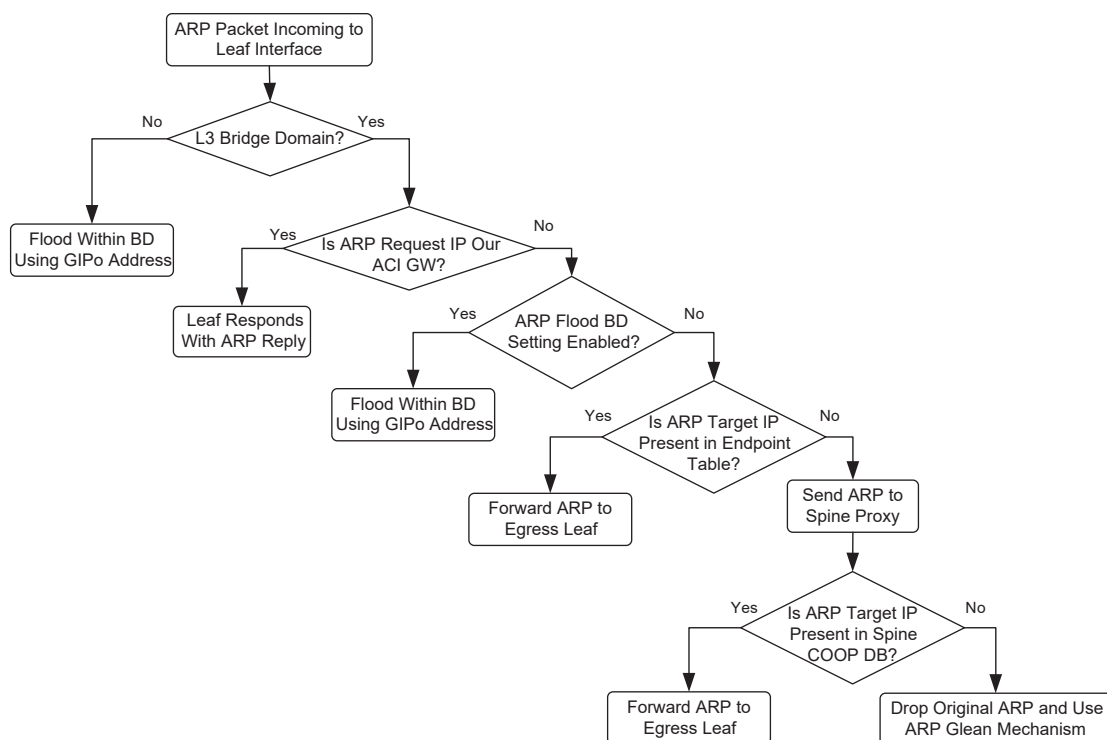 ARP Packet Incoming to
Leaf Interface
No
Yes
L3 Bridge Domain?
Flood Within BD
Using GIPo Address
Yes
No
Is ARP Request IP Our
ACI GW?
Leaf Responds
With ARP Reply
Yes
No
ARP Flood BD
Setting Enabled?
Flood Within BD
Using GIPo Address
Yes
No
Is ARP Target IP
Present in Endpoint
Table?
Forward ARP to
Egress Leaf
Send ARP to
Spine Proxy
Yes
No
Is ARP Target IP
Present in Spine
COOP DB?
Forward ARP to
Egress Leaf
Drop Original ARP and Use
ARP Glean Mechanism